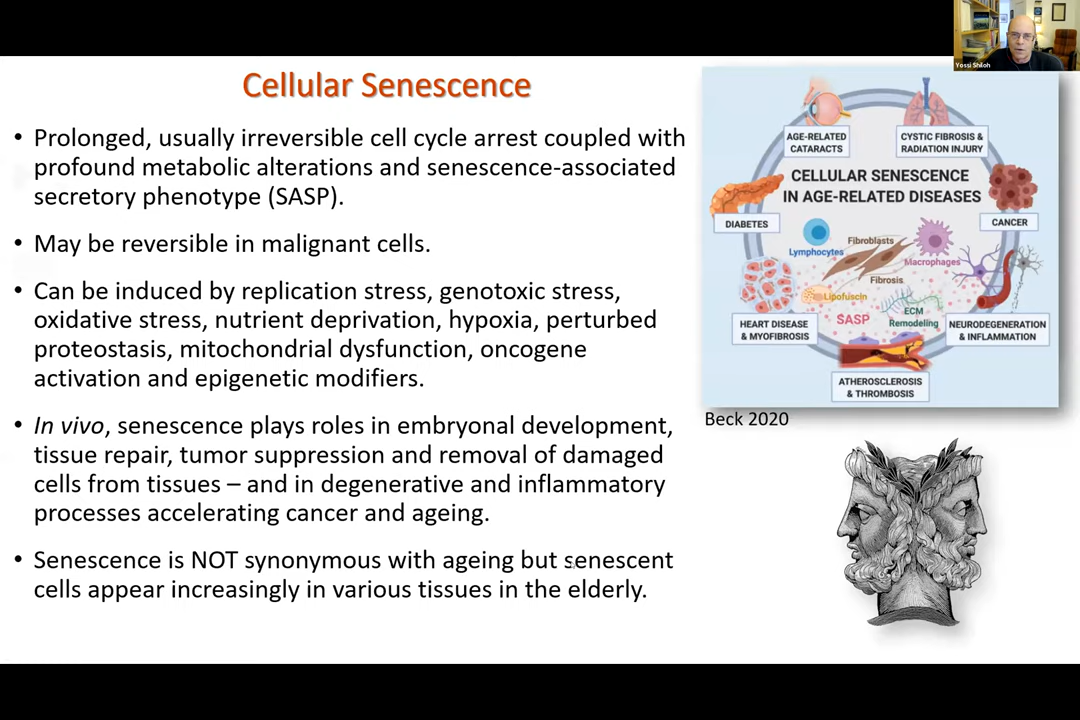 Yossi Shiloh
Cellular Senescence
• Prolonged, usually irreversible cell cycle arrest coupled with
profound metabolic alterations and senescence-associated
secretory phenotype (SASP).
• May be reversible in malignant cells.
• Can be induced by replication stress, genotoxic stress,
oxidative stress, nutrient deprivation, hypoxia, perturbed
proteostasis, mitochondrial dysfunction, oncogene
activation and epigenetic modifiers.
• In vivo, senescence plays roles in embryonal development,
tissue repair, tumor suppression and removal of damaged
cells from tissues – and in degenerative and inflammatory
processes accelerating cancer and ageing.
• Senescence is NOT synonymous with ageing but senescent
cells appear increasingly in various tissues in the elderly.
AGE-RELATED
CATARACTS
CYSTIC FIBROSIS &
RADIATION INJURY
CELLULAR SENESCENCE
IN AGE-RELATED DISEASES
DIABETES
CANCER
Lymphocytes
Fibroblasts
Macrophages
Fibrosis
Lipofuscin
SASP
ECM
Remodeling
HEART DISEASE
& MYOFIBROSIS
NEURODEGENERATION
& INFLAMMATION
ATHEROSCLEROSIS
& THROMBOSIS
Beck 2020